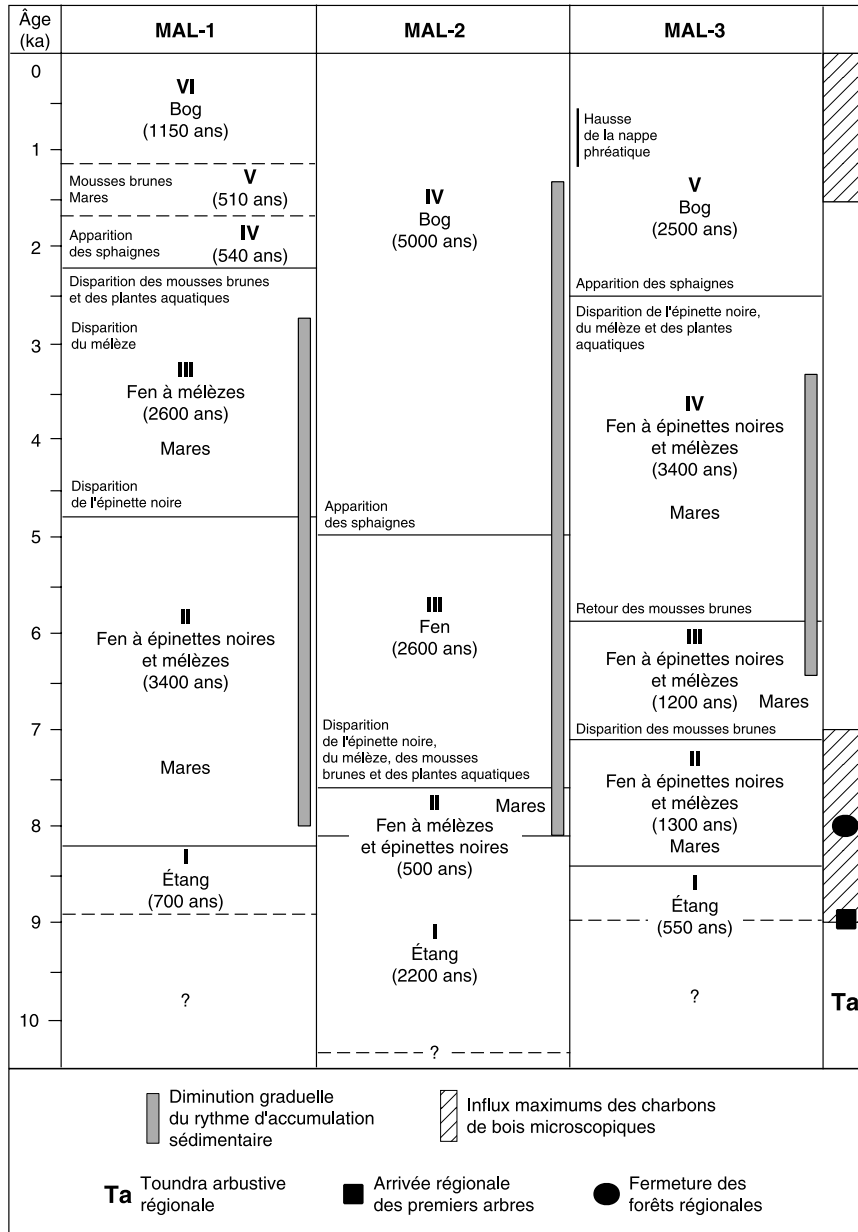 Âge
(ka)
MAL-1
MAL-2
MAL-3
0
1
2
3
4
5
6
7
8
9
10
VI
Bog
(1150 ans)
Mousses brunes
Mares
V
(510 ans)
Apparition
des sphaignes
IV
(540 ans)
Disparition des mousses brunes
et des plantes aquatiques
Disparition
du mélèze
III
Fen à mélèzes
(2600 ans)
Mares
Disparition
de l'épinette noire
II
Fen à épinettes noires
et mélèzes
(3400 ans)
Mares
I
Étang
(700 ans)
?
IV
Bog
(5000 ans)
Apparition
des sphaignes
III
Fen
(2600 ans)
Disparition
de l'épinette noire,
du mélèze, des mousses
brunes et des plantes aquatiques
II
Mares
Fen à mélèzes
et épinettes noires
(500 ans)
I
Étang
(2200 ans)
?
Hausse
de la nappe
phréatique
V
Bog
(2500 ans)
Apparition des sphaignes
Disparition de l'épinette noire,
du mélèze et des plantes
aquatiques
IV
Fen à épinettes noires
et mélèzes
(3400 ans)
Mares
Retour des mousses brunes
III
Fen à épinettes noires
et mélèzes
(1200 ans)
Mares
Disparition des mousses brunes
II
Fen à épinettes noires
et mélèzes
(1300 ans)
Mares
I
Étang
(550 ans)
?
Ta
Diminution graduelle
du rythme d'accumulation
sédimentaire
Influx maximums des charbons
de bois microscopiques
Ta Toundra arbustive
régionale
Arrivée régionale
des premiers arbres
Fermeture des
forêts régionales